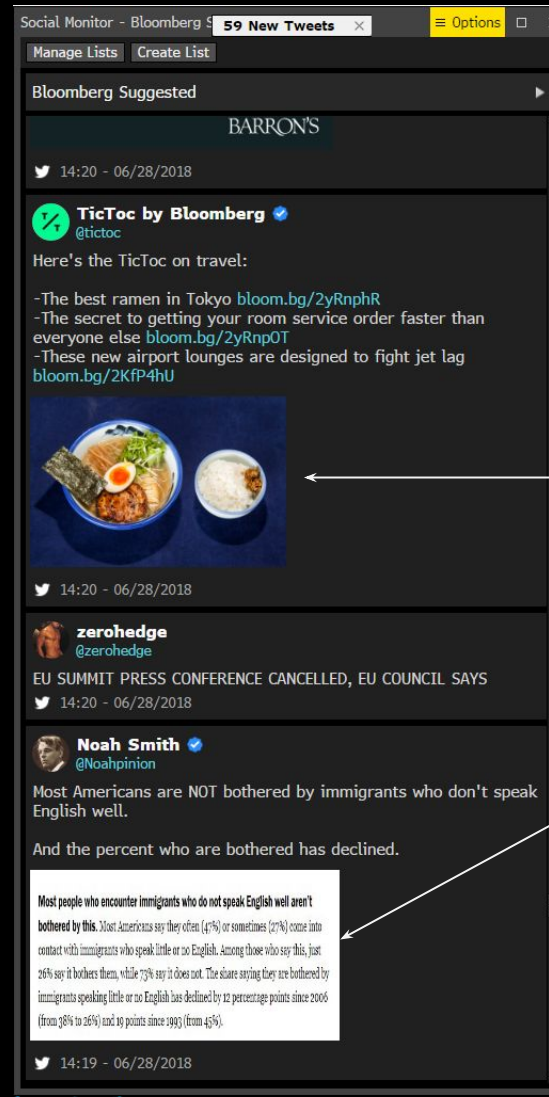 Social Monitor - Bloomberg S
59 New Tweets ×
≡ Options
Manage Lists Create List
Bloomberg Suggested
BARRON'S
14:20 - 06/28/2018
TicToc by Bloomberg
@tictoc
Here's the TicToc on travel:
-The best ramen in Tokyo bloom.bg/2yRnphR
-The secret to getting your room service order faster than
everyone else bloom.bg/2yRnpOT
-These new airport lounges are designed to fight jet lag
bloom.bg/2KfP4hU
14:20 - 06/28/2018
zerohedge
@zerohedge
EU SUMMIT PRESS CONFERENCE CANCELLED, EU COUNCIL SAYS
14:20 - 06/28/2018
Noah Smith
@Noahpinion
Most Americans are NOT bothered by immigrants who don't speak
English well.
And the percent who are bothered has declined.
Most people who encounter immigrants who do not speak English well aren't
bothered by this. Most Americans say they often (47%) or sometimes (27%) come into
contact with immigrants who speak little or no English. Among those who say this, just
26% say it bothers them, while 73% say it does not. The share saying they are bothered by
immigrants speaking little or no English has declined by 12 percentage points since 2006
(from 38% to 26%) and 19 points since 1993 (from 45%).
14:19 - 06/28/2018